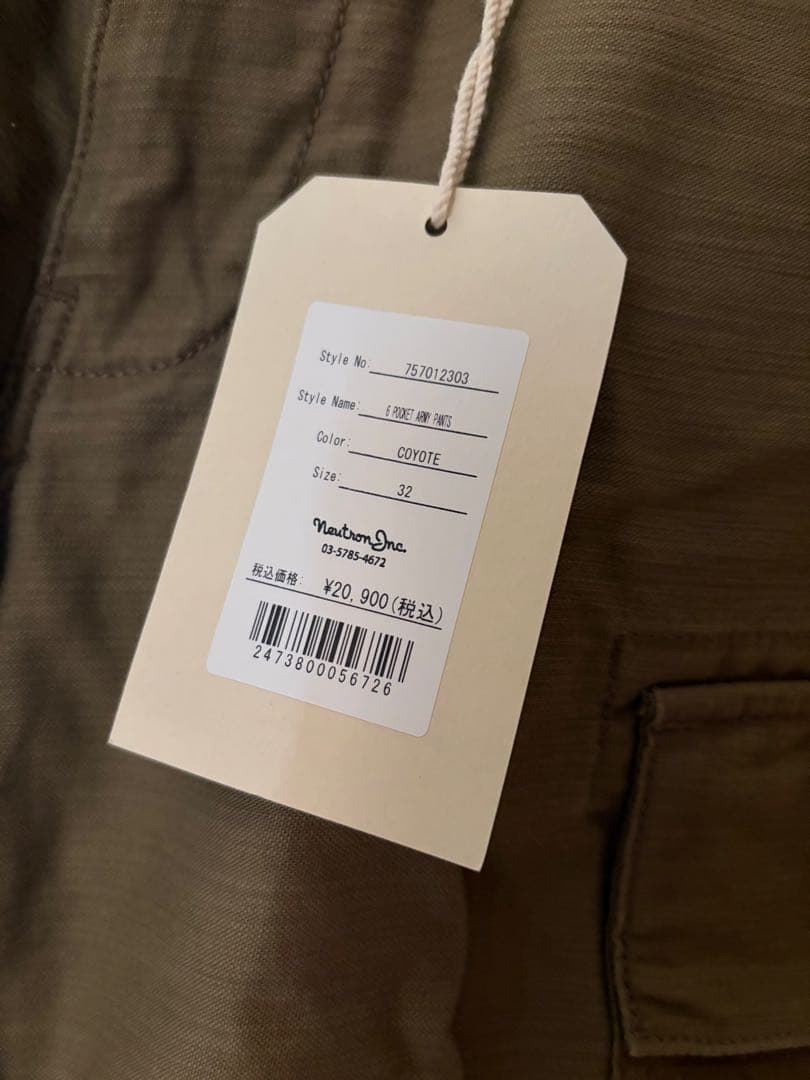 Style No: 757012303
Style Name: 6 POCKET ARMY PANTS
Color: COYOTE
Size: 32
Neutron Inc.
03-5785-4672
税込価格: ¥20,900(税込)
2473800056726